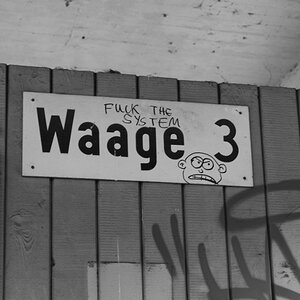 FUCK THE
SYSTEM
Waage 3